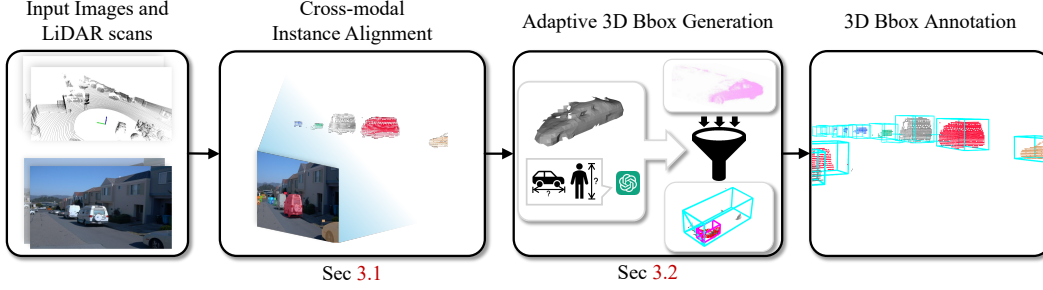 Input Images and
LiDAR scans
Cross-modal
Instance Alignment
Adaptive 3D Bbox Generation
3D Bbox Annotation
?
?
Sec 3.1
Sec 3.2